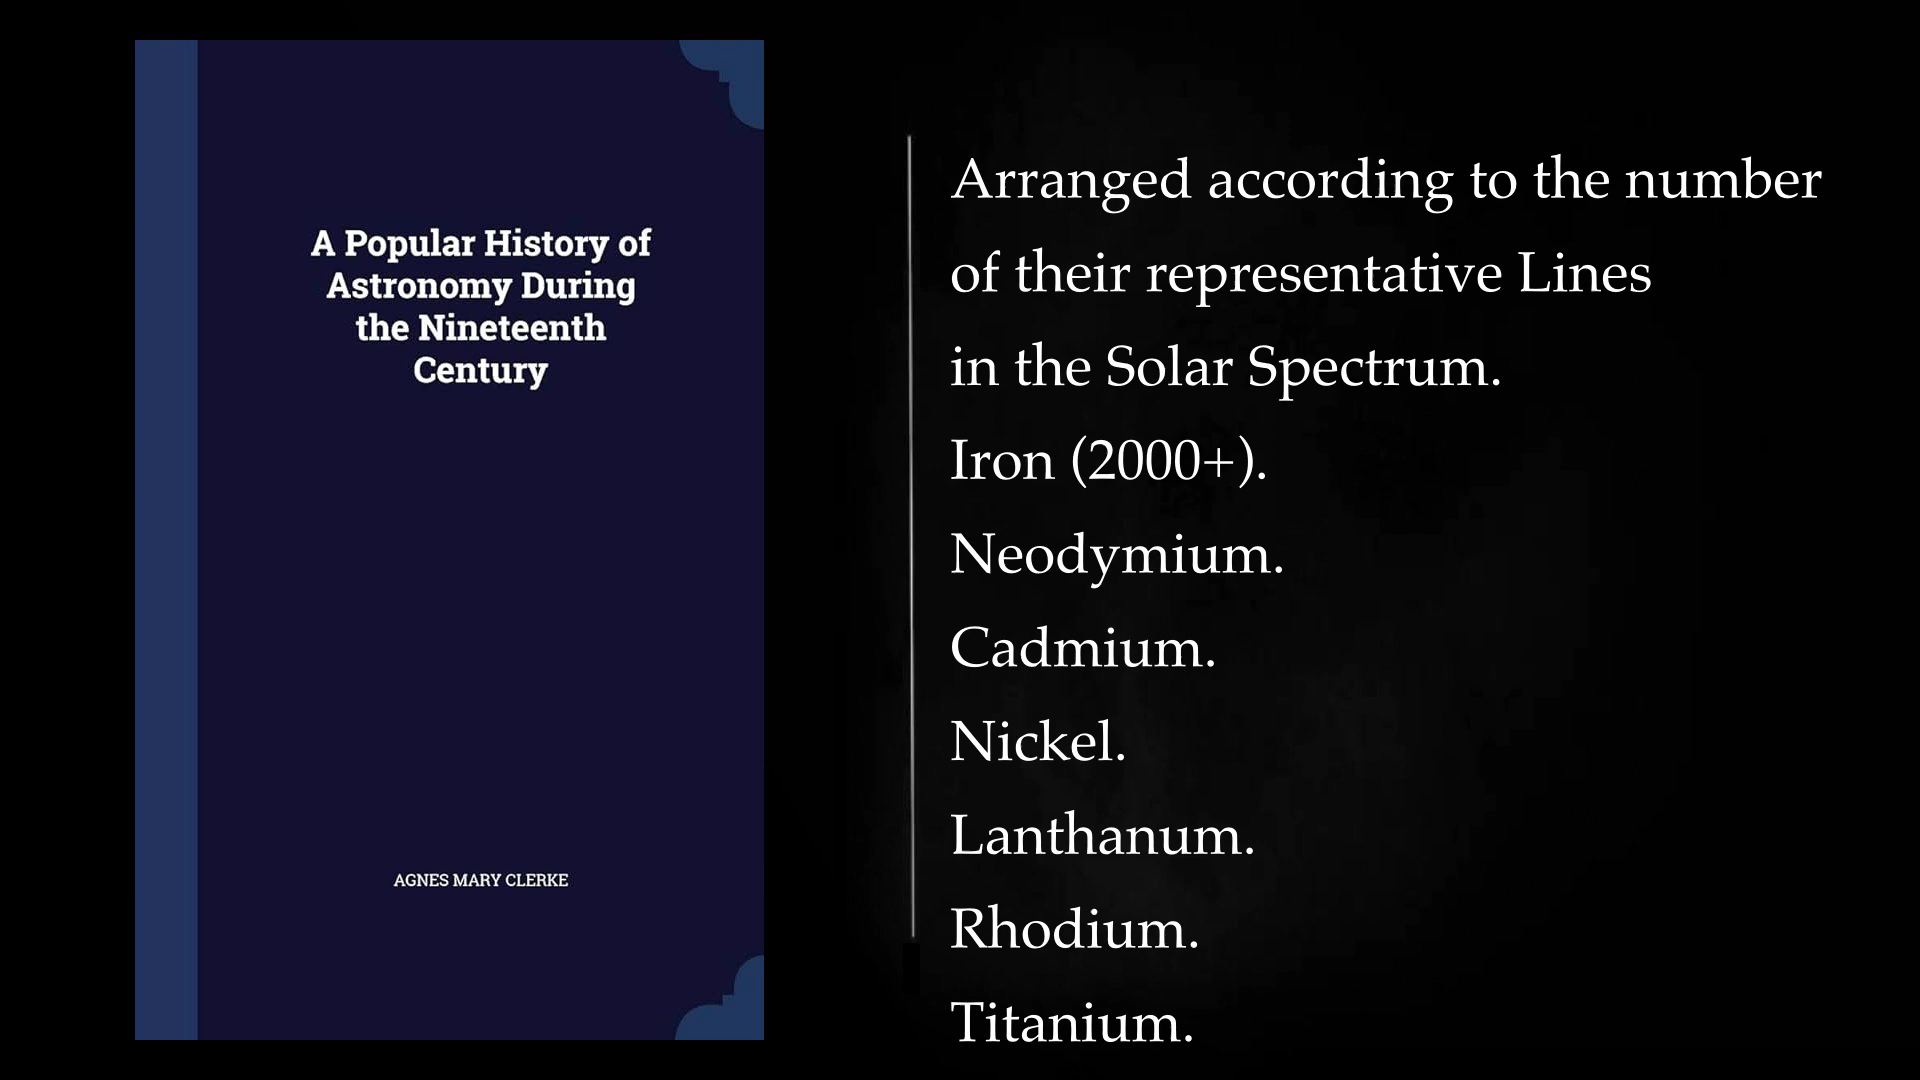 A Popular History of
Astronomy During
the Nineteenth
Century
AGNES MARY CLERKE
Arranged according to the number
of their representative Lines
in the Solar Spectrum.
Iron (2000+).
Neodymium.
Cadmium.
Nickel.
Lanthanum.
Rhodium.
Titanium.